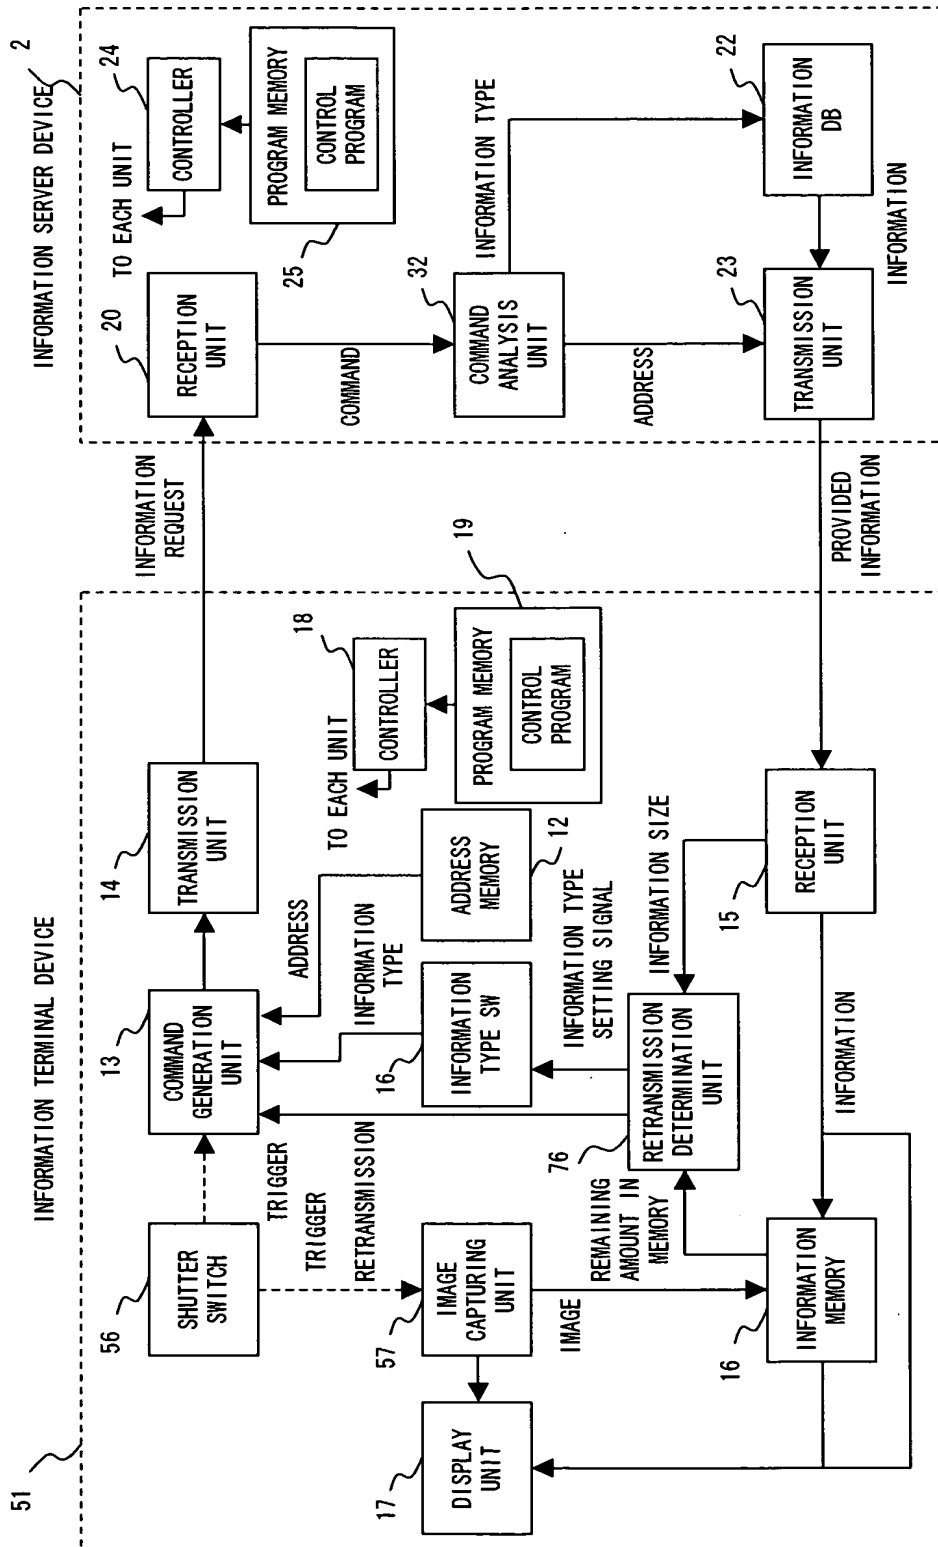 INFORMATION TERMINAL DEVICE
51
INFORMATION SERVER DEVICE
2
56
SHUTTER
SWITCH
TRIGGER
TRIGGER
RETRANSMISSION
13
COMMAND
GENERATION
UNIT
14
TRANSMISSION
UNIT
INFORMATION
REQUEST
20
RECEPTION
UNIT
TO EACH UNIT
24
CONTROLLER
PROGRAM MEMORY
CONTROL
PROGRAM
25
COMMAND
ADDRESS
INFORMATION
TYPE
TO EACH UNIT
18
CONTROLLER
PROGRAM MEMORY
CONTROL
PROGRAM
19
17
DISPLAY
UNIT
57
IMAGE
CAPTURING
UNIT
IMAGE
16
INFORMATION
TYPE SW
ADDRESS
MEMORY
12
INFORMATION TYPE
SETTING SIGNAL
32
COMMAND
ANALYSIS
UNIT
INFORMATION TYPE
ADDRESS
76
RETRANSMISSION
DETERMINATION
UNIT
REMAINING
AMOUNT IN
MEMORY
INFORMATION SIZE
16
INFORMATION
MEMORY
INFORMATION
15
RECEPTION
UNIT
PROVIDED
INFORMATION
23
TRANSMISSION
UNIT
22
INFORMATION
DB
INFORMATION